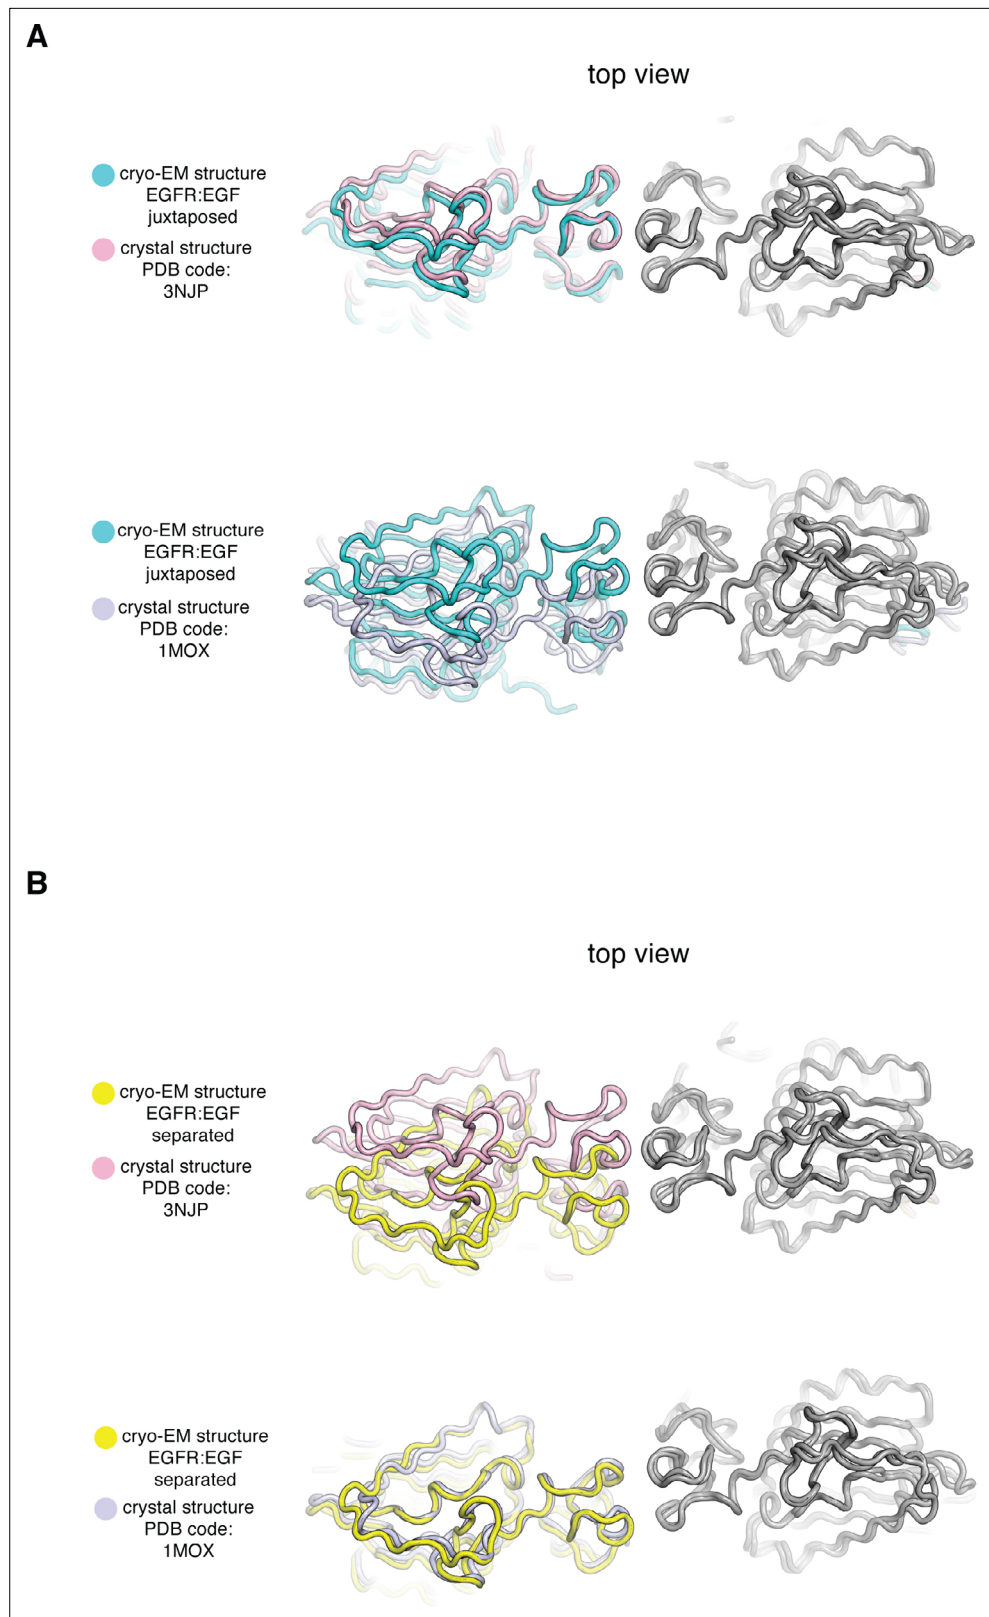 A
top view
cryo-EM structure
EGFR:EGF
juxtaposed
crystal structure
PDB code:
3NJP
cryo-EM structure
EGFR:EGF
juxtaposed
crystal structure
PDB code:
1MOX
B
top view
cryo-EM structure
EGFR:EGF
separated
crystal structure
PDB code:
3NJP
cryo-EM structure
EGFR:EGF
separated
crystal structure
PDB code:
1MOX